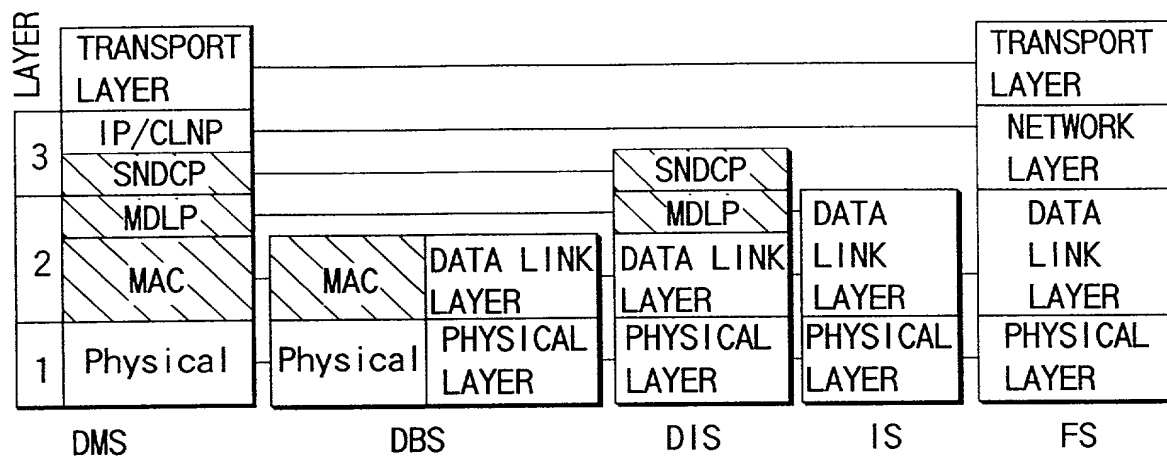 LAYER
3
2
1
TRANSPORT
LAYER
IP/CLNP
SNDCP
MDLP
MAC
Physical
DMS
MAC
Physical
DATA LINK
LAYER
PHYSICAL
LAYER
DBS
SNDCP
MDLP
DATA LINK
LAYER
PHYSICAL
LAYER
DIS
DATA
LINK
LAYER
PHYSICAL
LAYER
IS
TRANSPORT
LAYER
NETWORK
LAYER
DATA
LINK
LAYER
PHYSICAL
LAYER
FS